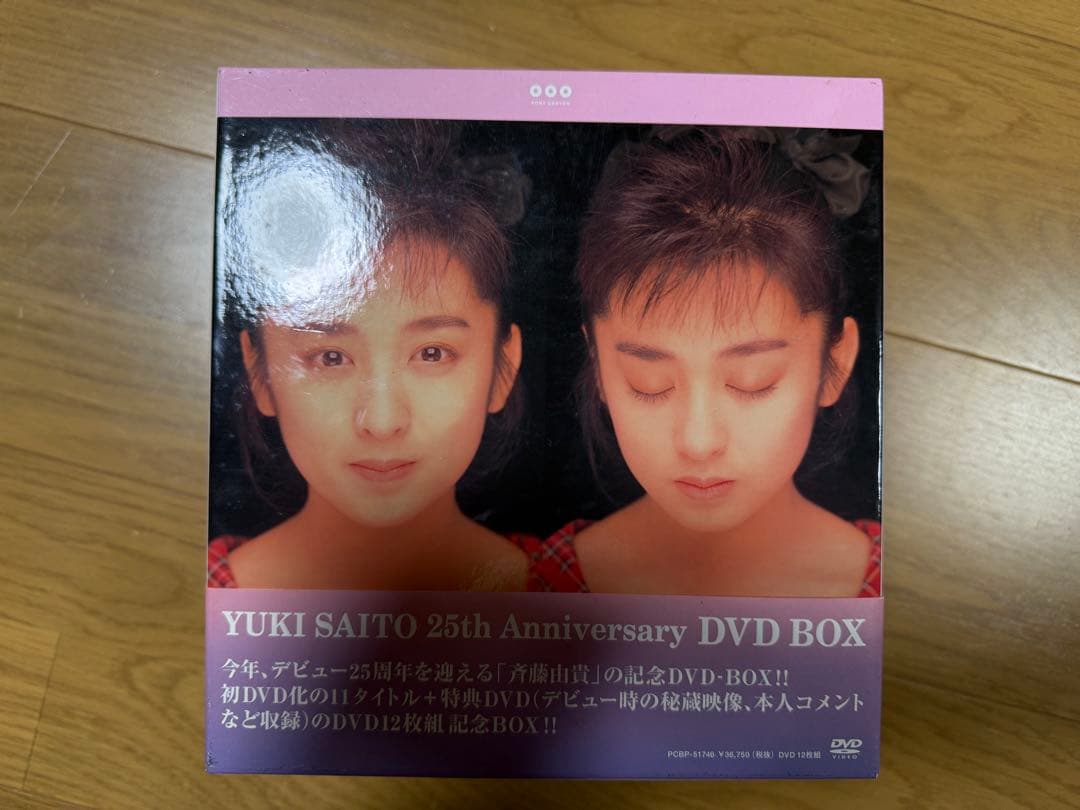 PONY CANYON
YUKI SAITO 25th Anniversary DVD BOX
今年、デビュー25周年を迎える「斉藤由貴」の記念DVD-BOX!!
初DVD化の11タイトル＋特典DVD(デビュー時の秘蔵映像、本人コメント
など収録)のDVD12枚組 記念BOX!!
PCBP-51746 ¥36,750(税抜) DVD 12枚組
DVD
VIDEO